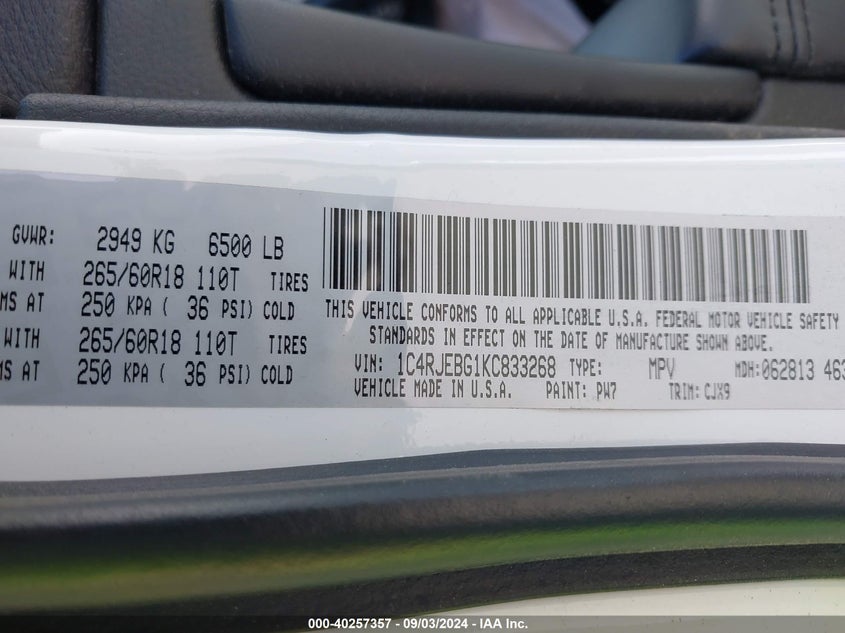 GVWR: 2949 KG 6500 LB
WITH 265/60R18 110T TIRES
MS AT 250 KPA ( 36 PSI) COLD
WITH 265/60R18 110T TIRES
MS AT 250 KPA ( 36 PSI) COLD
THIS VEHICLE CONFORMS TO ALL APPLICABLE U.S.A. FEDERAL MOTOR VEHICLE SAFETY
STANDARDS IN EFFECT ON THE DATE OF MANUFACTURE SHOWN ABOVE.
VIN: 1C4RJEBG1KC833268 TYPE: MPV MDH:062813 463
VEHICLE MADE IN U.S.A. PAINT: PW7 TRIM: CJX9
000-40257357 - 09/03/2024 - IAA Inc.